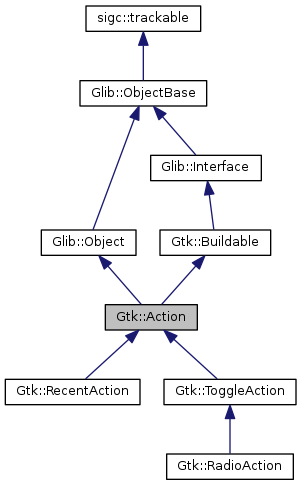 sigc::trackable
Glib::ObjectBase
Glib::Interface
Glib::Object
Gtk::Buildable
Gtk::Action
Gtk::RecentAction
Gtk::ToggleAction
Gtk::RadioAction